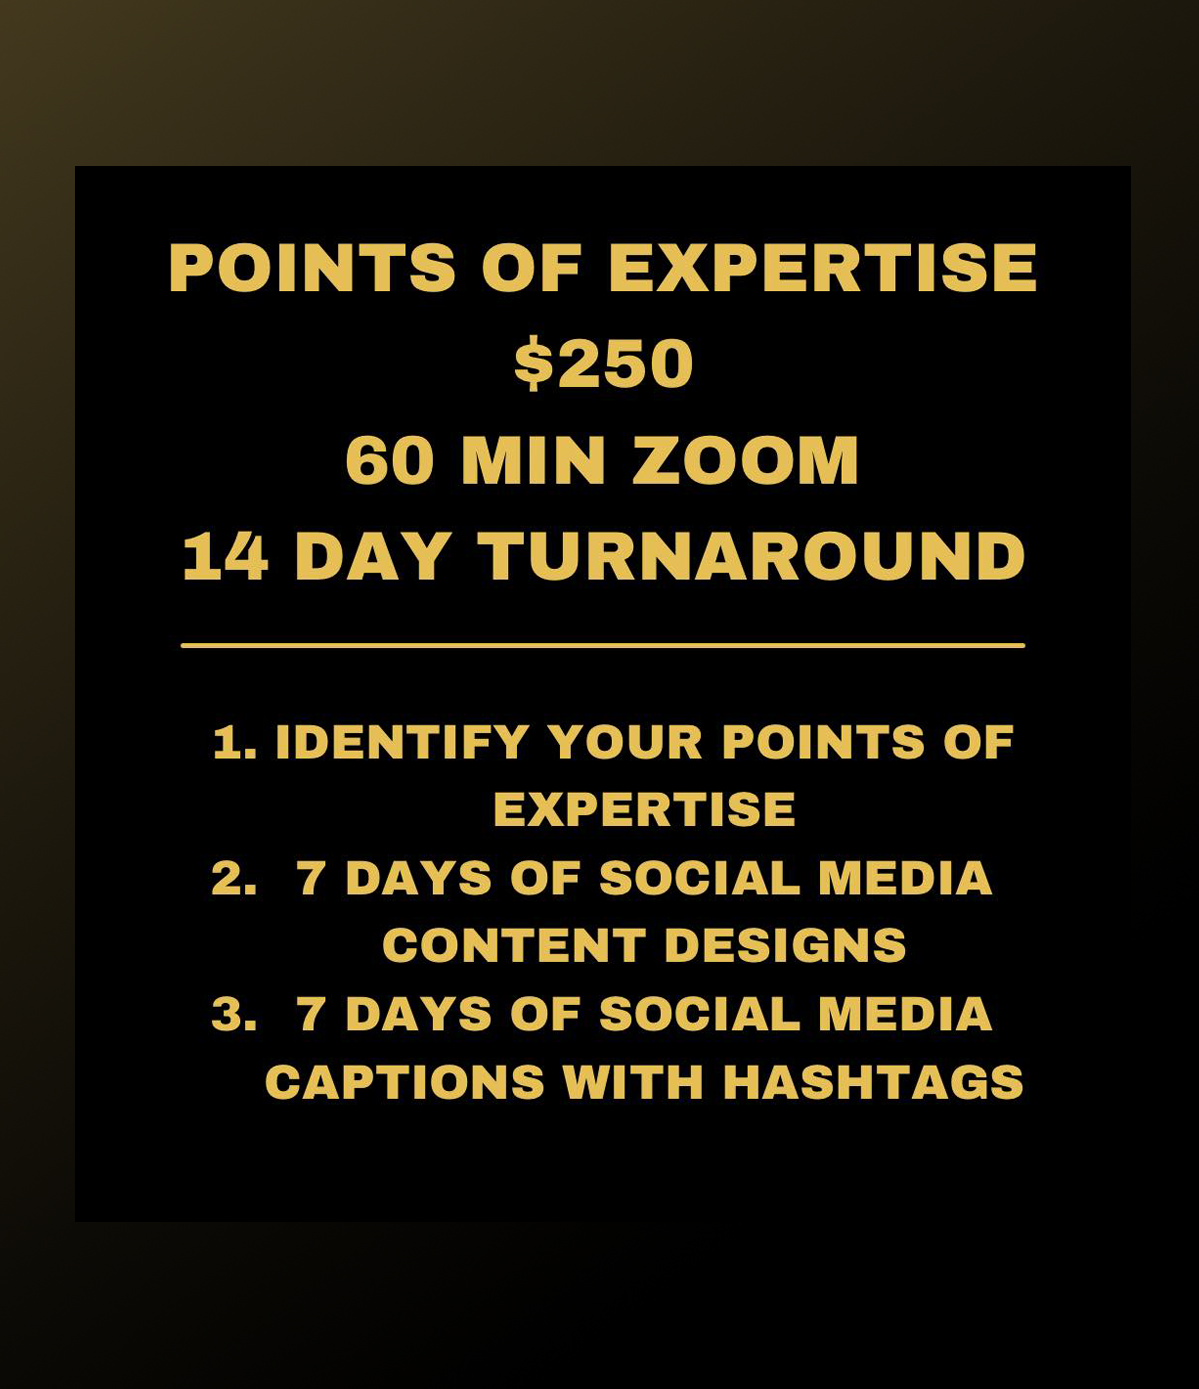 POINTS OF EXPERTISE
$250
60 MIN ZOOM
14 DAY TURNAROUND
1. IDENTIFY YOUR POINTS OF
EXPERTISE
2. 7 DAYS OF SOCIAL MEDIA
CONTENT DESIGNS
3. 7 DAYS OF SOCIAL MEDIA
CAPTIONS WITH HASHTAGS